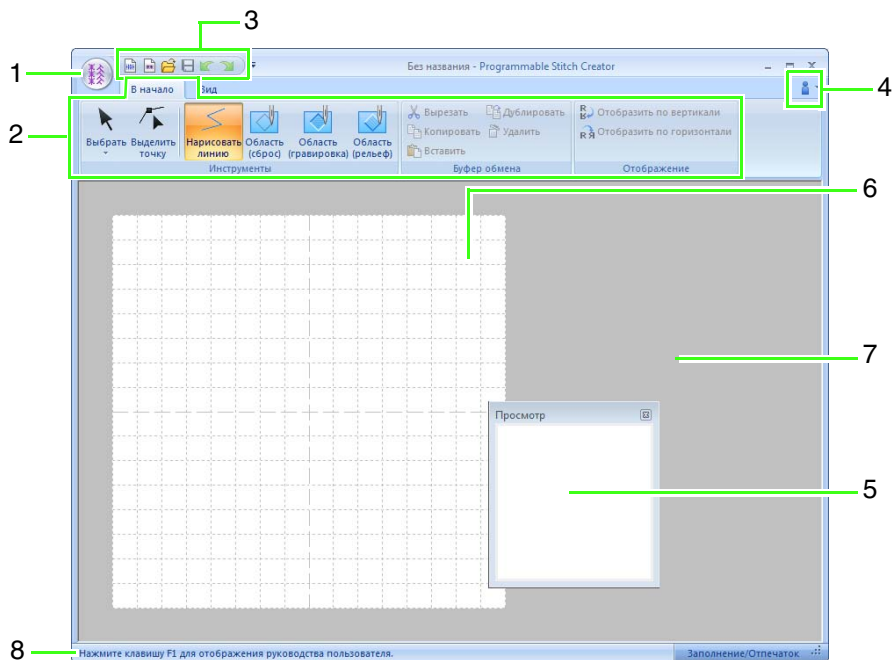 3
Без названия - Programmable Stitch Creator
1
4
В начало Вид
2
Выбрать
Выделить точку
Нарисовать линию
Область (сброс)
Область (гравировка)
Область (рельеф)
Инструменты
Вырезать
Дублировать
Копировать
Удалить
Вставить
Буфер обмена
Отобразить по вертикали
Отобразить по горизонтали
Отображение
6
7
Просмотр
5
8
Нажмите клавишу F1 для отображения руководства пользователя.
Заполнение/Отпечаток